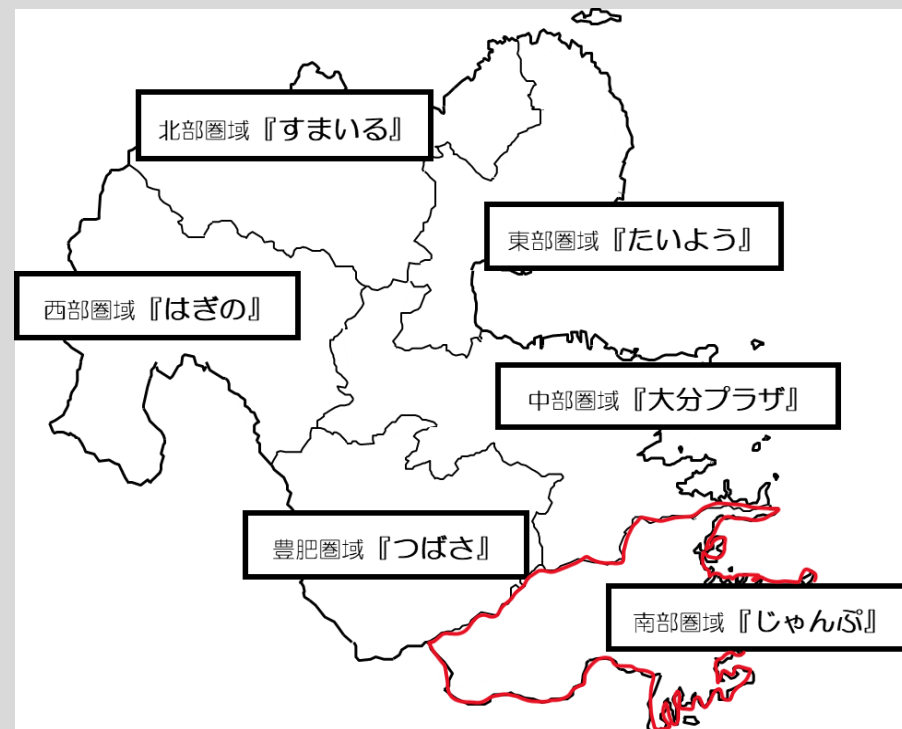 北部圏域『すまいる』
東部圏域『たいよう』
西部圏域『はぎの』
中部圏域『大分プラザ』
豊肥圏域『つばさ』
南部圏域『じゃんぷ』